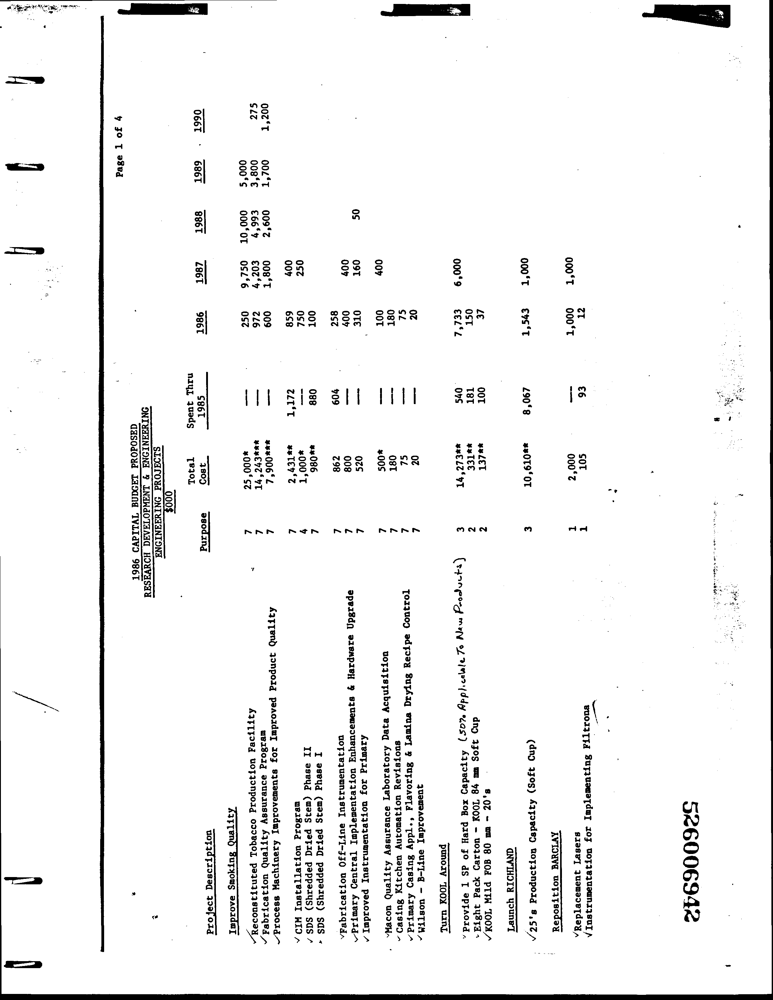 Page 1 of 4
1986 CAPITAL BUDGET PROPOSED
RESEARCH DEVELOPMENT & ENGINEERING
ENGINEERING PROJECTS
$000
Project Description Purpose Total Cost Spent Thru 1985 1986 1987 1988 1989 1990
Improve Smoking Quality
✓Reconstituted Tobacco Production Facility 7 25,000* — 250 9,750 10,000 5,000
✓Fabrication Quality Assurance Program 7 14,243*** — 972 4,203 4,993 3,800 275
✓Process Machinery Improvements for Improved Product Quality 7 7,900*** — 600 1,800 2,600 1,700 1,200
✓CIM Installation Program 7 2,431** 1,172 859 400
✓SDS (Shredded Dried Stem) Phase II 4 1,000* — 750 250
✓SDS (Shredded Dried Stem) Phase I 7 980** 880 100
✓Fabrication Off-Line Instrumentation 7 862 604 258
✓Primary Central Implementation Enhancements & Hardware Upgrade 7 800 — 400 400
✓Improved Instrumentation for Primary 7 520 — 310 160 50
✓Macon Quality Assurance Laboratory Data Acquisition 7 500* — 100 400
✓Casing Kitchen Automation Revisions 7 180 — 180
✓Primary Casing Appl., Flavoring & Lamina Drying Recipe Control 7 75 — 75
✓Wilson - B-Line Improvement 7 20 — 20
Turn KOOL Around
✓Provide 1 SP of Hard Box Capacity (50% Applicable To New Products) 3 14,273** 540 7,733 6,000
✓Eight Pack Carton - KOOL 84 mm Soft Cup 2 331** 181 150
✓KOOL Mild FOB 80 mm - 20's 2 137** 100 37
Launch RICHLAND
✓25's Production Capacity (Soft Cup) 3 10,610** 8,067 1,543 1,000
Reposition BARCLAY
✓Replacement Lasers 1 2,000 — 1,000 1,000
✓Instrumentation for Implementing Filtrona 1 105 93 12
526006942